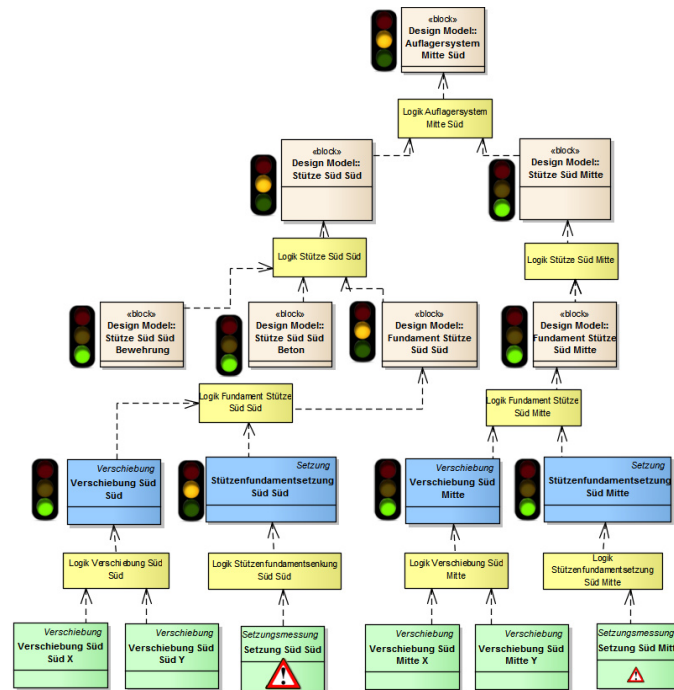 «block»
Design Model::
Auflagersystem
Mitte Süd
Logik Auflagersystem
Mitte Süd
«block»
Design Model::
Stütze Süd Süd
«block»
Design Model::
Stütze Süd Mitte
Logik Stütze Süd Süd
Logik Stütze Süd Mitte
«block»
Design Model::
Stütze Süd Süd
Bewehrung
«block»
Design Model::
Stütze Süd Süd
Beton
«block»
Design Model::
Fundament Stütze
Süd Süd
«block»
Design Model::
Fundament Stütze
Süd Mitte
Logik Fundament Stütze
Süd Süd
Logik Fundament Stütze
Süd Mitte
Verschiebung
Verschiebung Süd
Süd
Setzung
Stützenfundamentsetzung
Süd Süd
Verschiebung
Verschiebung Süd
Mitte
Setzung
Stützenfundamentsetzung
Süd Mitte
Logik Verschiebung Süd
Süd
Logik Stützenfundamentsenkung
Süd Süd
Logik Verschiebung Süd
Mitte
Logik
Stützenfundamentsetzung
Süd Mitte
Verschiebung
Verschiebung Süd
Süd X
Verschiebung
Verschiebung Süd
Süd Y
Setzungsmessung
Setzung Süd Süd
Verschiebung
Verschiebung Süd
Mitte X
Verschiebung
Verschiebung Süd
Mitte Y
Setzungsmessung
Setzung Süd Mitt